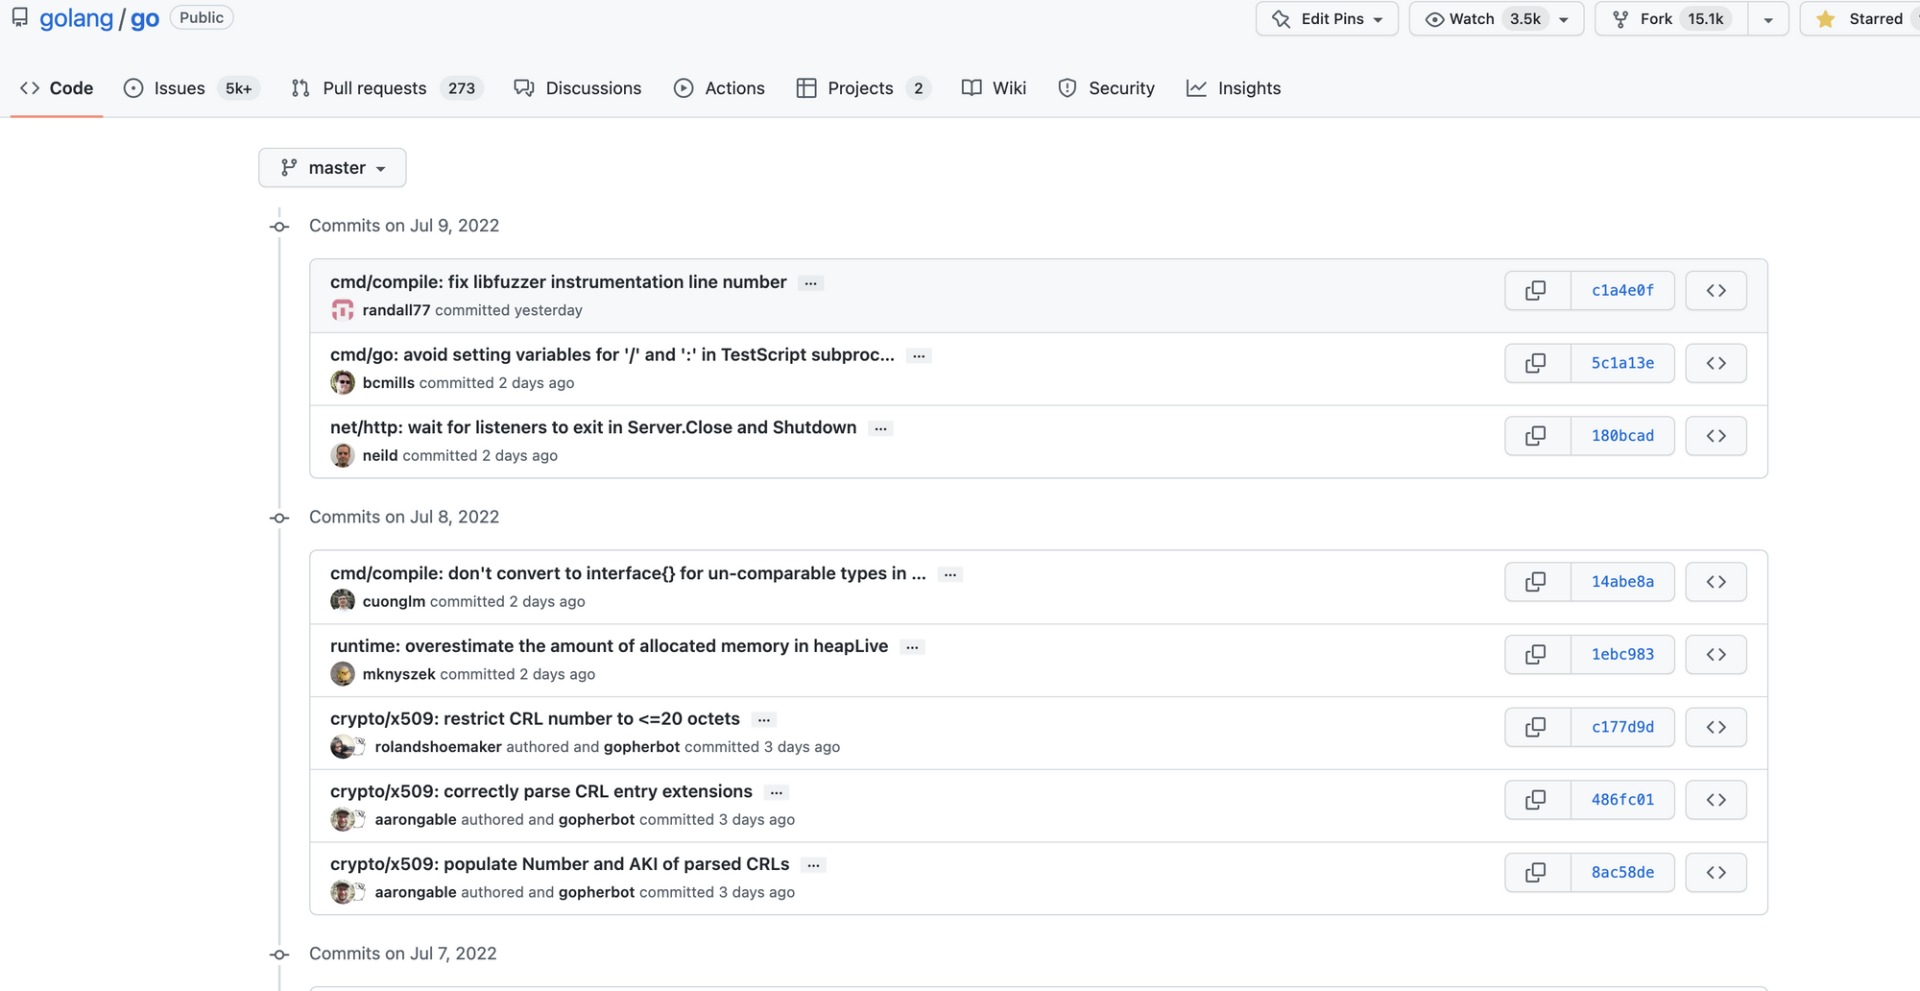 golang / go Public
Edit Pins Watch 3.5k Fork 15.1k Starred
Code Issues 5k+ Pull requests 273 Discussions Actions Projects 2 Wiki Security Insights
master
Commits on Jul 9, 2022
cmd/compile: fix libfuzzer instrumentation line number ...
randall77 committed yesterday
c1a4e0f
cmd/go: avoid setting variables for '/' and ':' in TestScript subproc... ...
bcmills committed 2 days ago
5c1a13e
net/http: wait for listeners to exit in Server.Close and Shutdown ...
neild committed 2 days ago
180bcad
Commits on Jul 8, 2022
cmd/compile: don't convert to interface{} for un-comparable types in ... ...
cuonglm committed 2 days ago
14abe8a
runtime: overestimate the amount of allocated memory in heapLive ...
mknyszek committed 2 days ago
1ebc983
crypto/x509: restrict CRL number to <=20 octets ...
rolandshoemaker authored and gopherbot committed 3 days ago
c177d9d
crypto/x509: correctly parse CRL entry extensions ...
aarongable authored and gopherbot committed 3 days ago
486fc01
crypto/x509: populate Number and AKI of parsed CRLs ...
aarongable authored and gopherbot committed 3 days ago
8ac58de
Commits on Jul 7, 2022